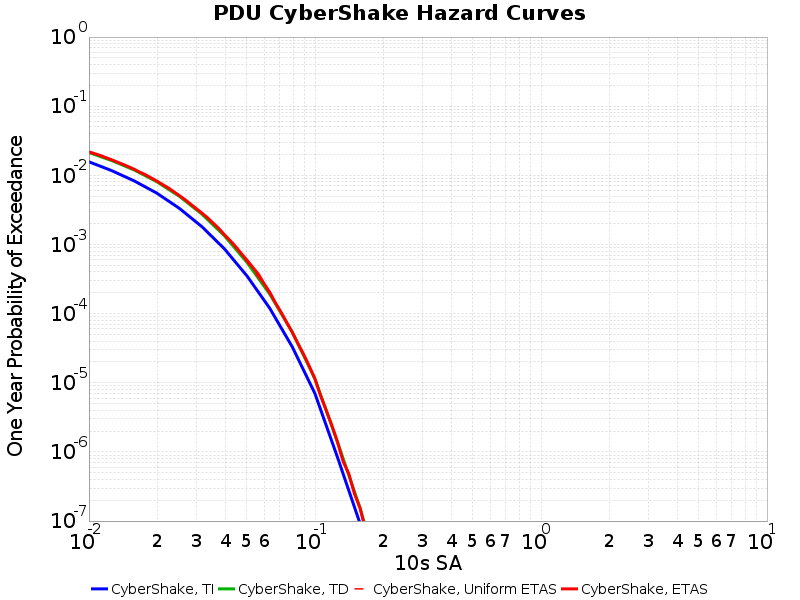 PDU CyberShake Hazard Curves
One Year Probability of Exceedance
10^0
10^-1
10^-2
10^-3
10^-4
10^-5
10^-6
10^-7
10^-2 2 3 4 5 6 10^-1 2 3 4 5 6 7 10^0 2 3 4 5 6 7 10^1
10s SA
CyberShake, TI CyberShake, TD CyberShake, Uniform ETAS CyberShake, ETAS